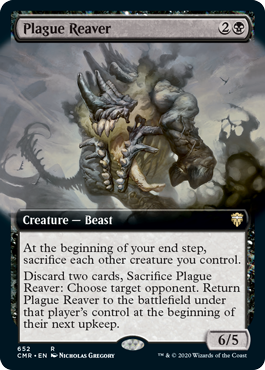 Plague Reaver 2
Creature — Beast
At the beginning of your end step,
sacrifice each other creature you control.
Discard two cards, Sacrifice Plague
Reaver: Choose target opponent. Return
Plague Reaver to the battlefield under
that player's control at the beginning of
their next upkeep.
6/5
652 R
CMR • EN NICHOLAS GREGORY
™ & © 2020 Wizards of the Coast